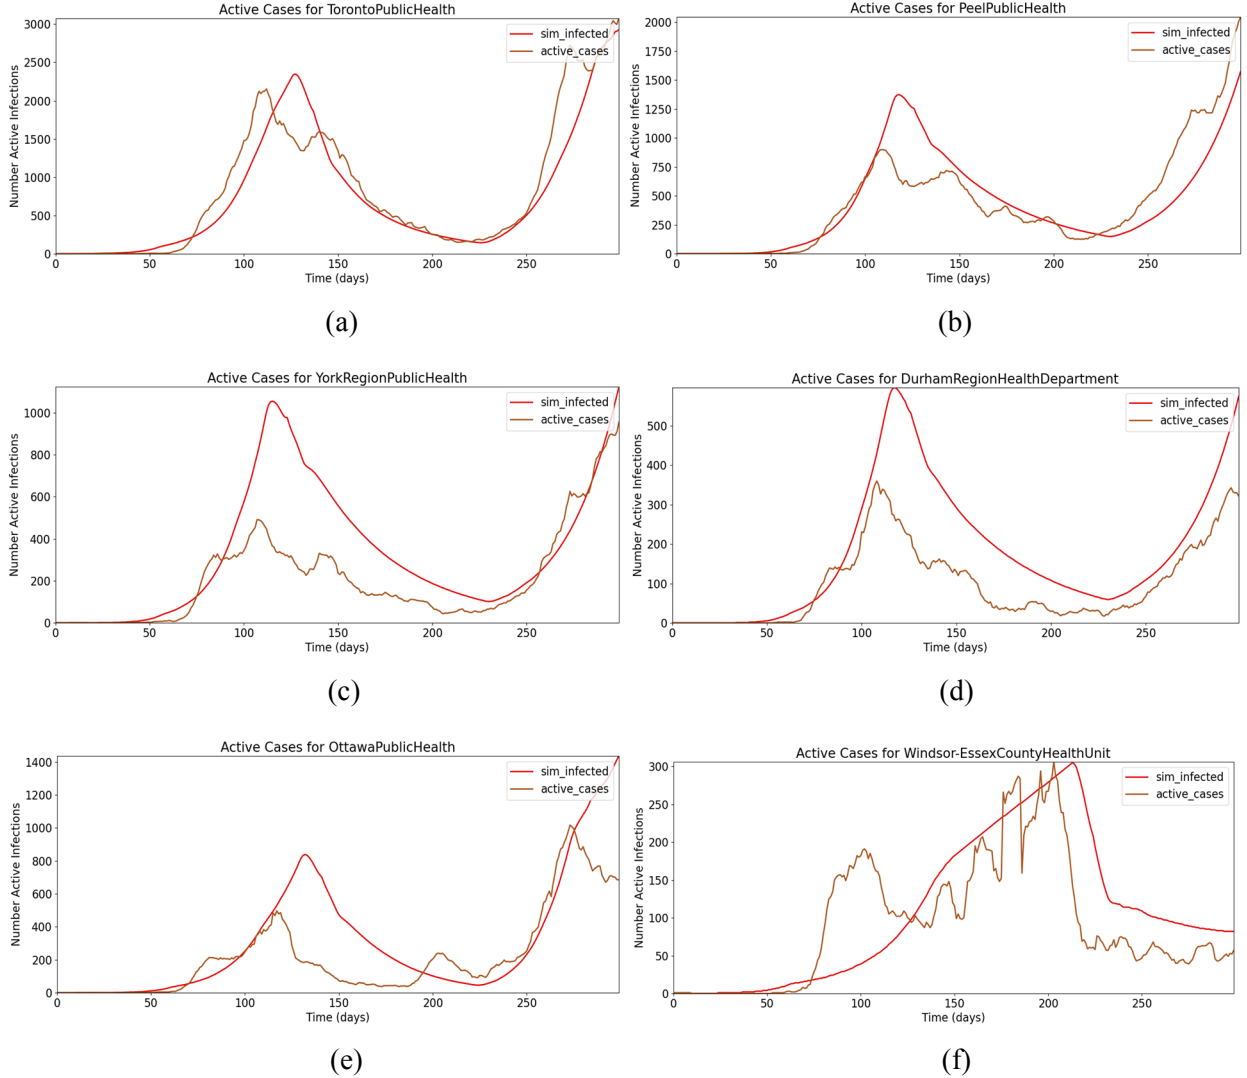 Active Cases for TorontoPublicHealth
Number Active Infections
3000
2500
2000
1500
1000
500
0
sim_infected
active_cases
0 50 100 150 200 250
Time (days)
(a)
Active Cases for PeelPublicHealth
Number Active Infections
2000
1750
1500
1250
1000
750
500
250
0
sim_infected
active_cases
0 50 100 150 200 250
Time (days)
(b)
Active Cases for YorkRegionPublicHealth
Number Active Infections
1000
800
600
400
200
0
sim_infected
active_cases
0 50 100 150 200 250
Time (days)
(c)
Active Cases for DurhamRegionHealthDepartment
Number Active Infections
500
400
300
200
100
0
sim_infected
active_cases
0 50 100 150 200 250
Time (days)
(d)
Active Cases for OttawaPublicHealth
Number Active Infections
1400
1200
1000
800
600
400
200
0
sim_infected
active_cases
0 50 100 150 200 250
Time (days)
(e)
Active Cases for Windsor-EssexCountyHealthUnit
Number Active Infections
300
250
200
150
100
50
0
sim_infected
active_cases
0 50 100 150 200 250
Time (days)
(f)